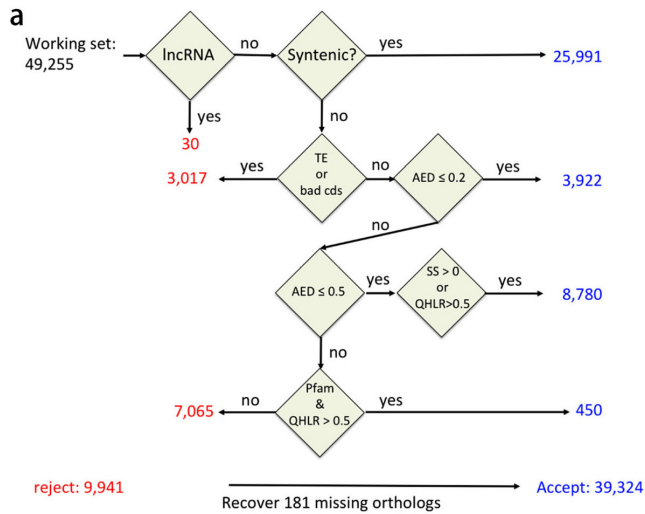 a
Working set:
49,255
lncRNA
no
Syntenic?
yes
25,991
yes
30
no
3,017
yes
TE
or
bad cds
no
AED ≤ 0.2
yes
3,922
no
AED ≤ 0.5
yes
SS > 0
or
QHLR>0.5
yes
8,780
no
7,065
no
Pfam
&
QHLR > 0.5
yes
450
reject: 9,941
Recover 181 missing orthologs
Accept: 39,324